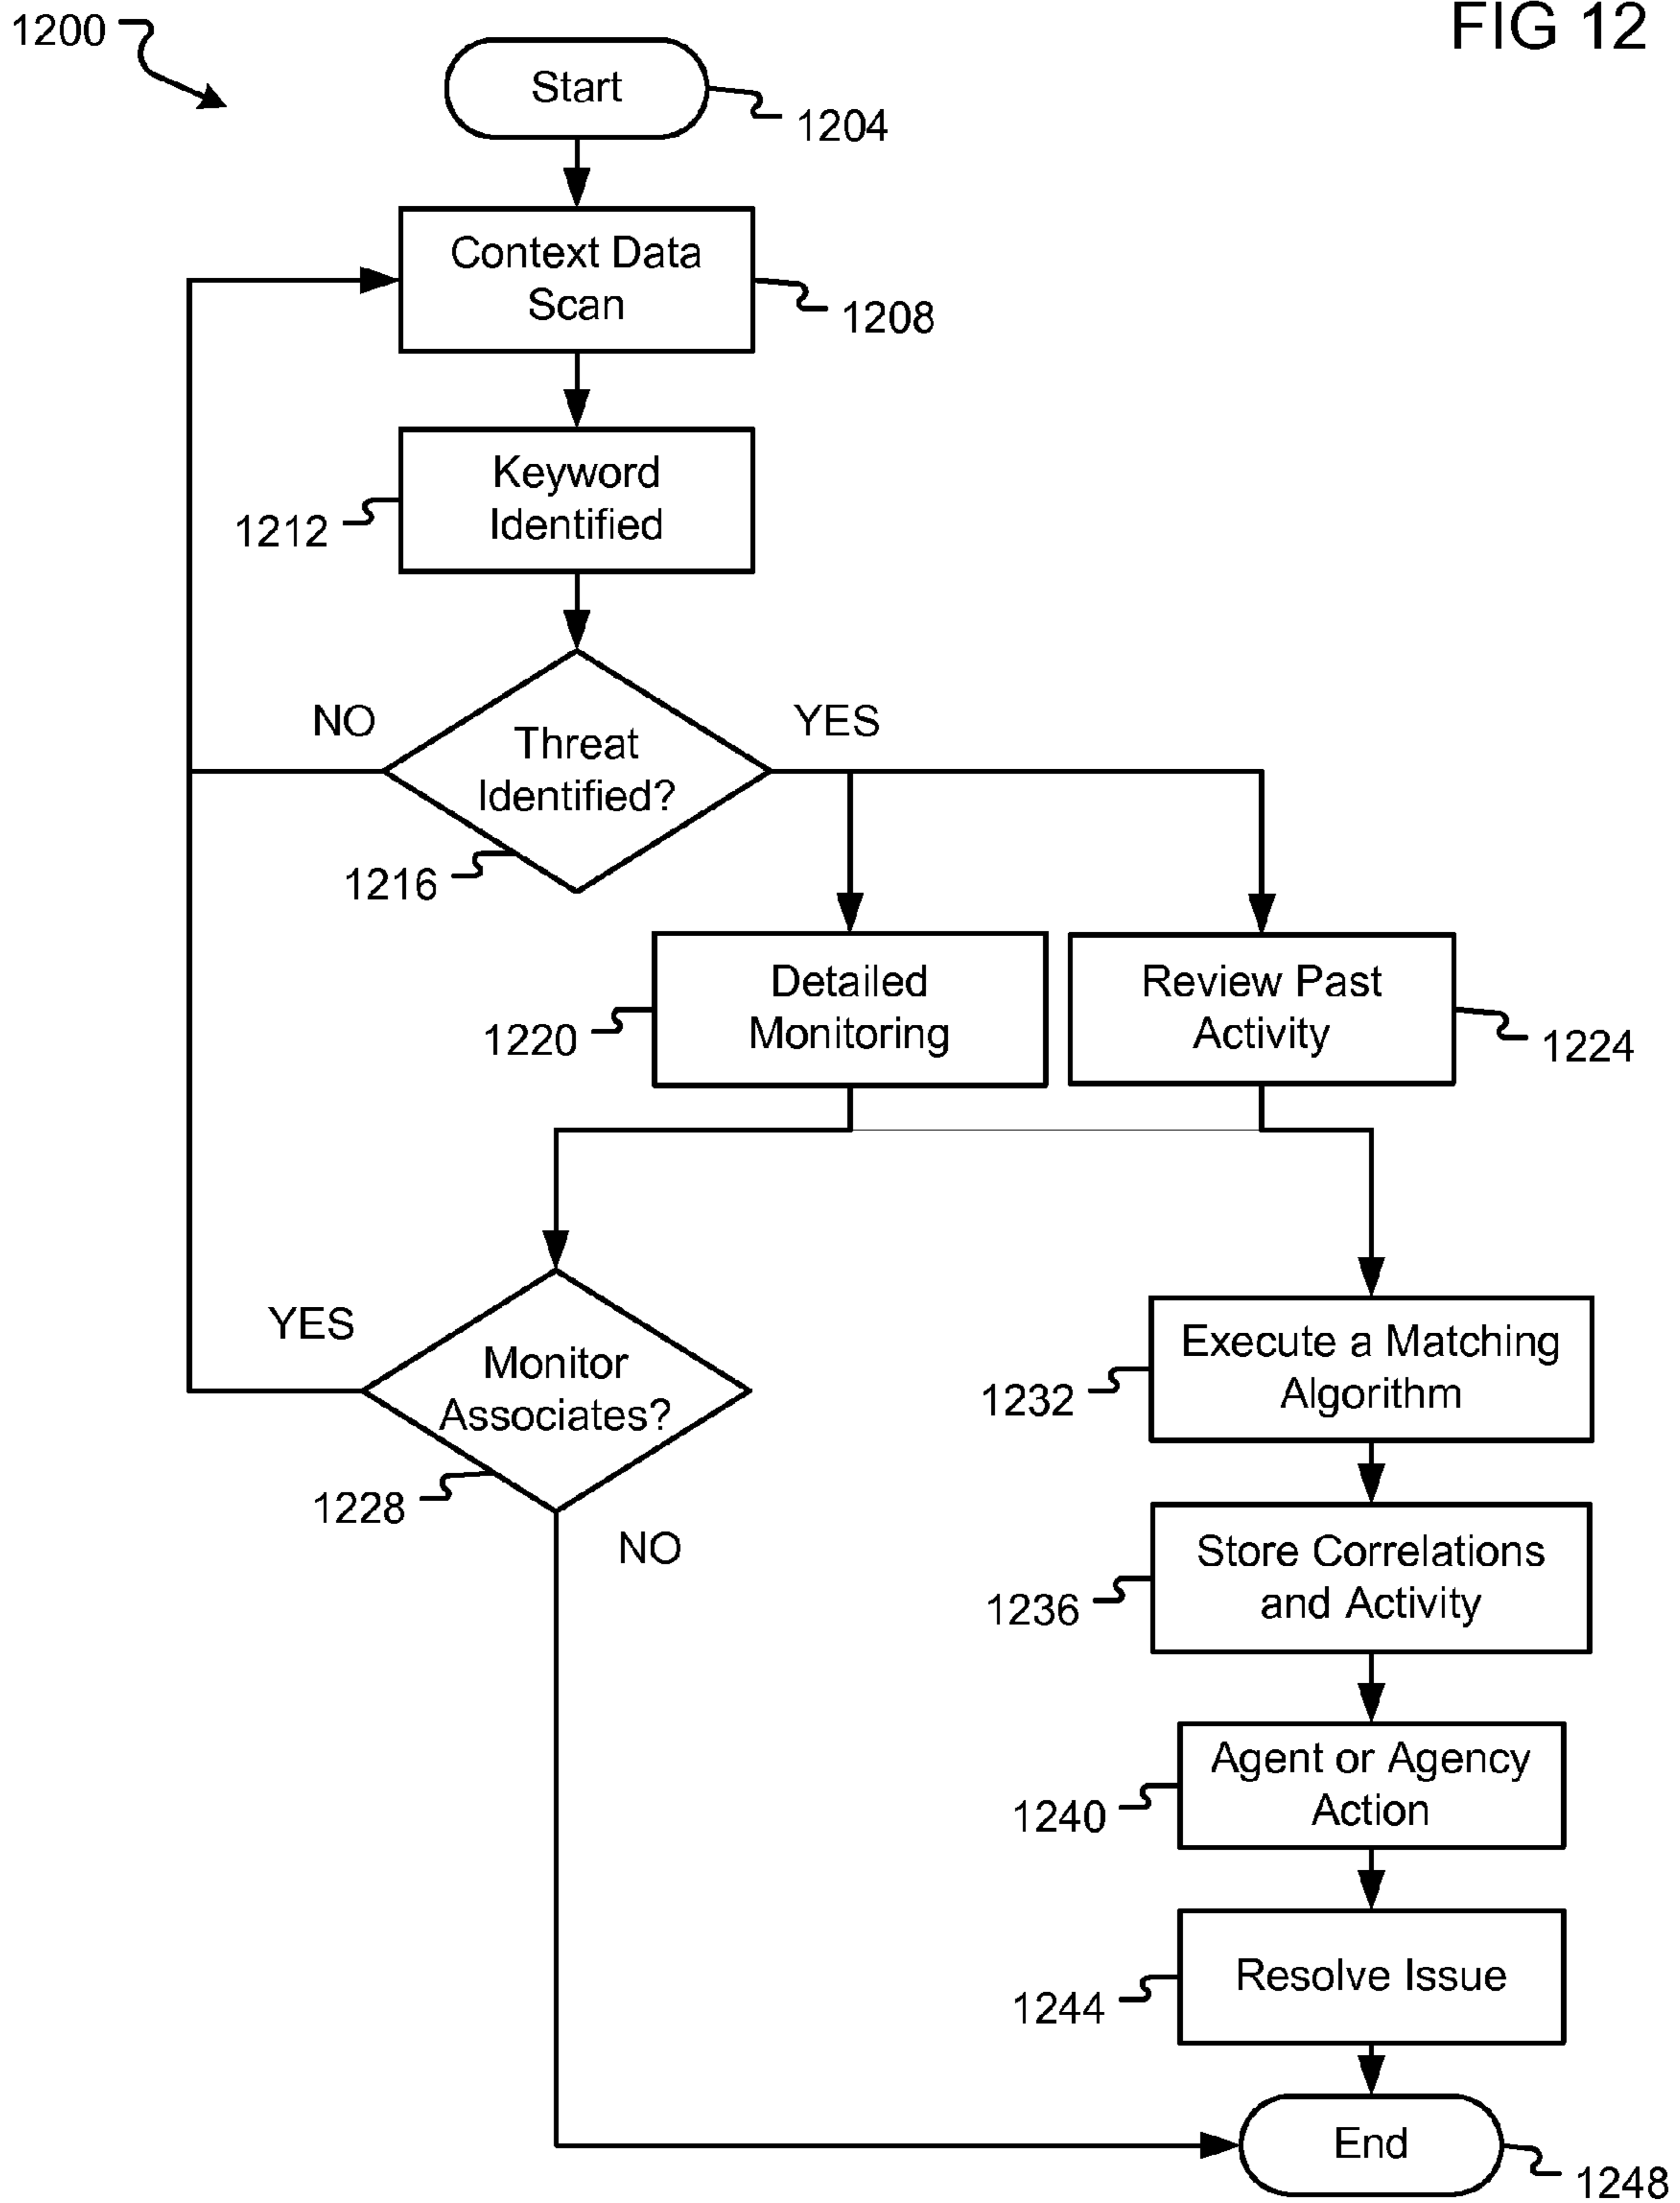 1200
FIG 12
Start
1204
Context Data
Scan
1208
Keyword
Identified
1212
NO
YES
Threat
Identified?
1216
Detailed
Monitoring
1220
Review Past
Activity
1224
YES
Monitor
Associates?
1228
NO
Execute a Matching
Algorithm
1232
Store Correlations
and Activity
1236
Agent or Agency
Action
1240
Resolve Issue
1244
End
1248